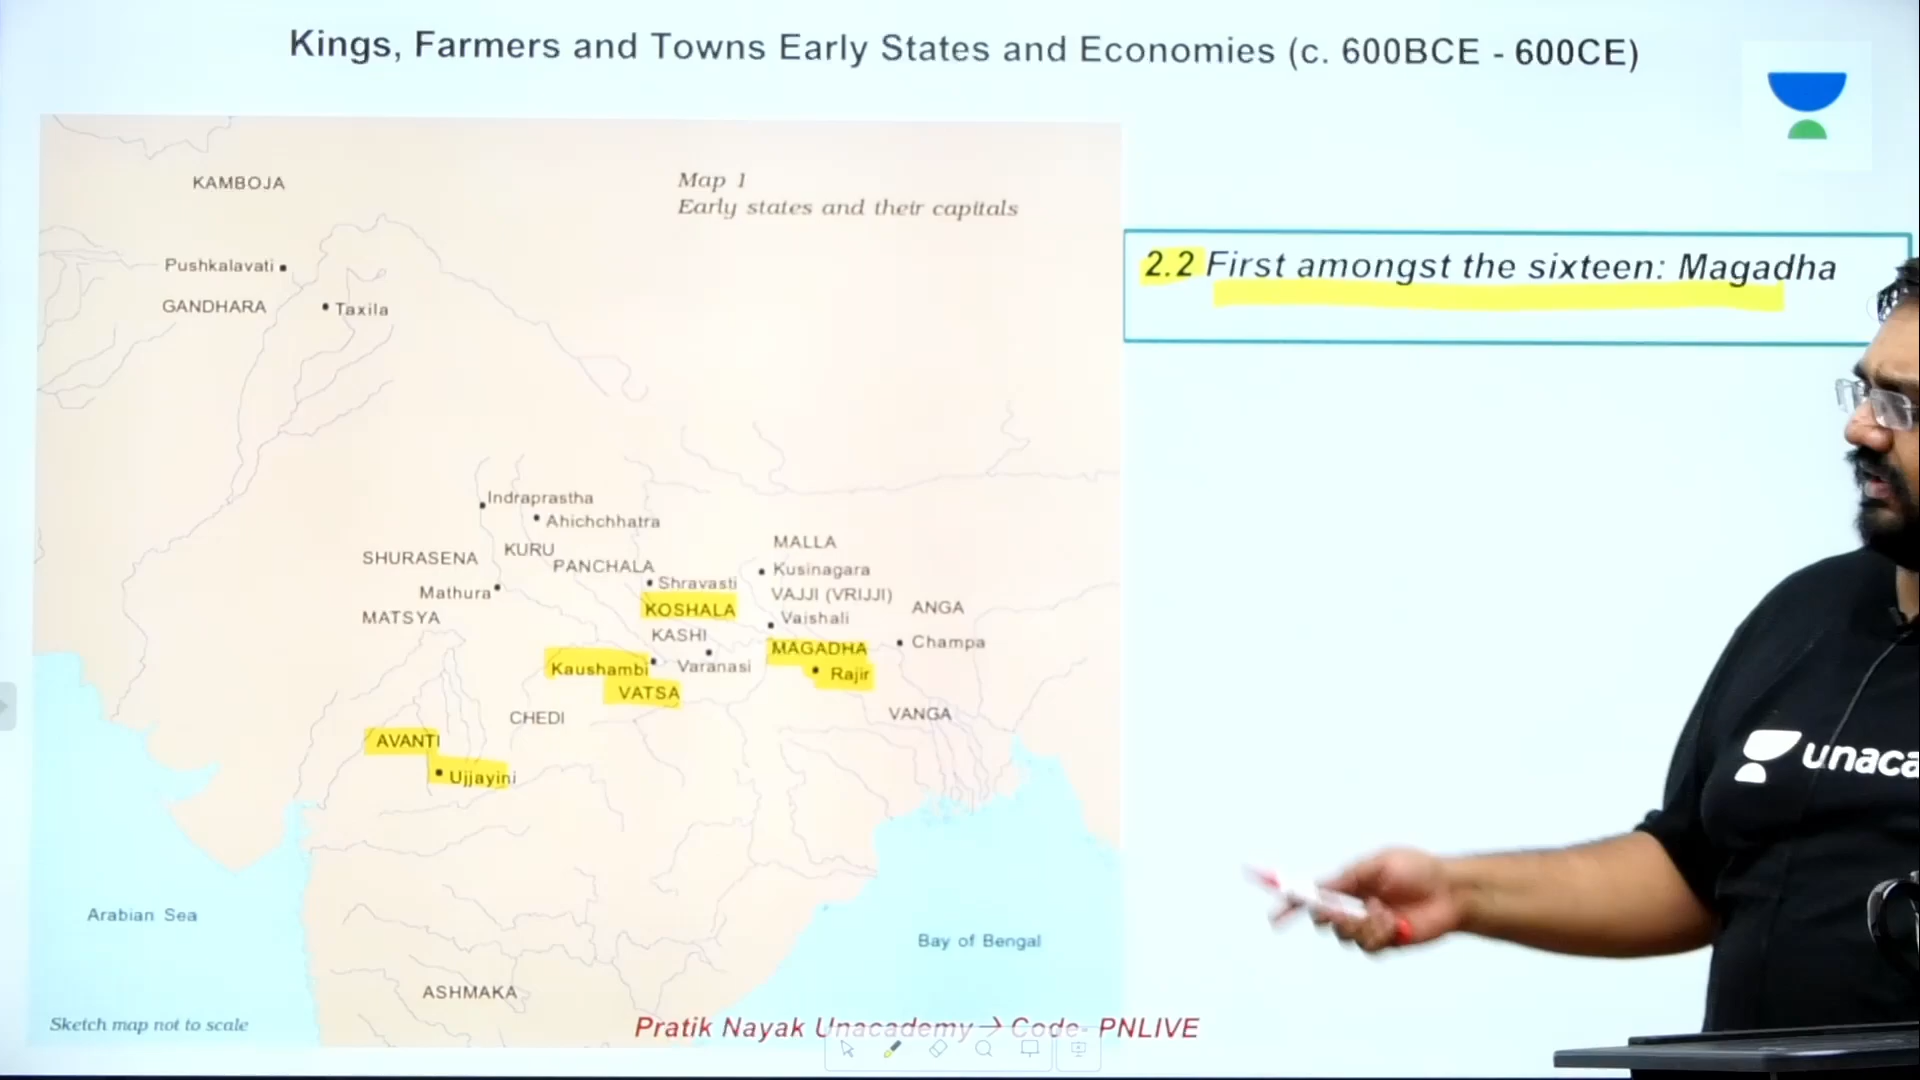 Kings, Farmers and Towns Early States and Economies (c. 600BCE - 600CE)
KAMBOJA
Map 1
Early states and their capitals
Pushkalavati
GANDHARA
Taxila
2.2 First amongst the sixteen: Magadha
Indraprastha
Ahichchhatra
KURU
SHURASENA
PANCHALA
MALLA
Kusinagara
Shravasti
Mathura
VAJJI (VRIJJI)
KOSHALA
ANGA
MATSYA
Vaishali
KASHI
Champa
MAGADHA
Kaushambi
Varanasi
Rajir
VATSA
CHEDI
VANGA
AVANTI
Ujjayini
unaca
Arabian Sea
Bay of Bengal
ASHMAKA
Sketch map not to scale
Pratik Nayak Unacademy → Code- PNLIVE